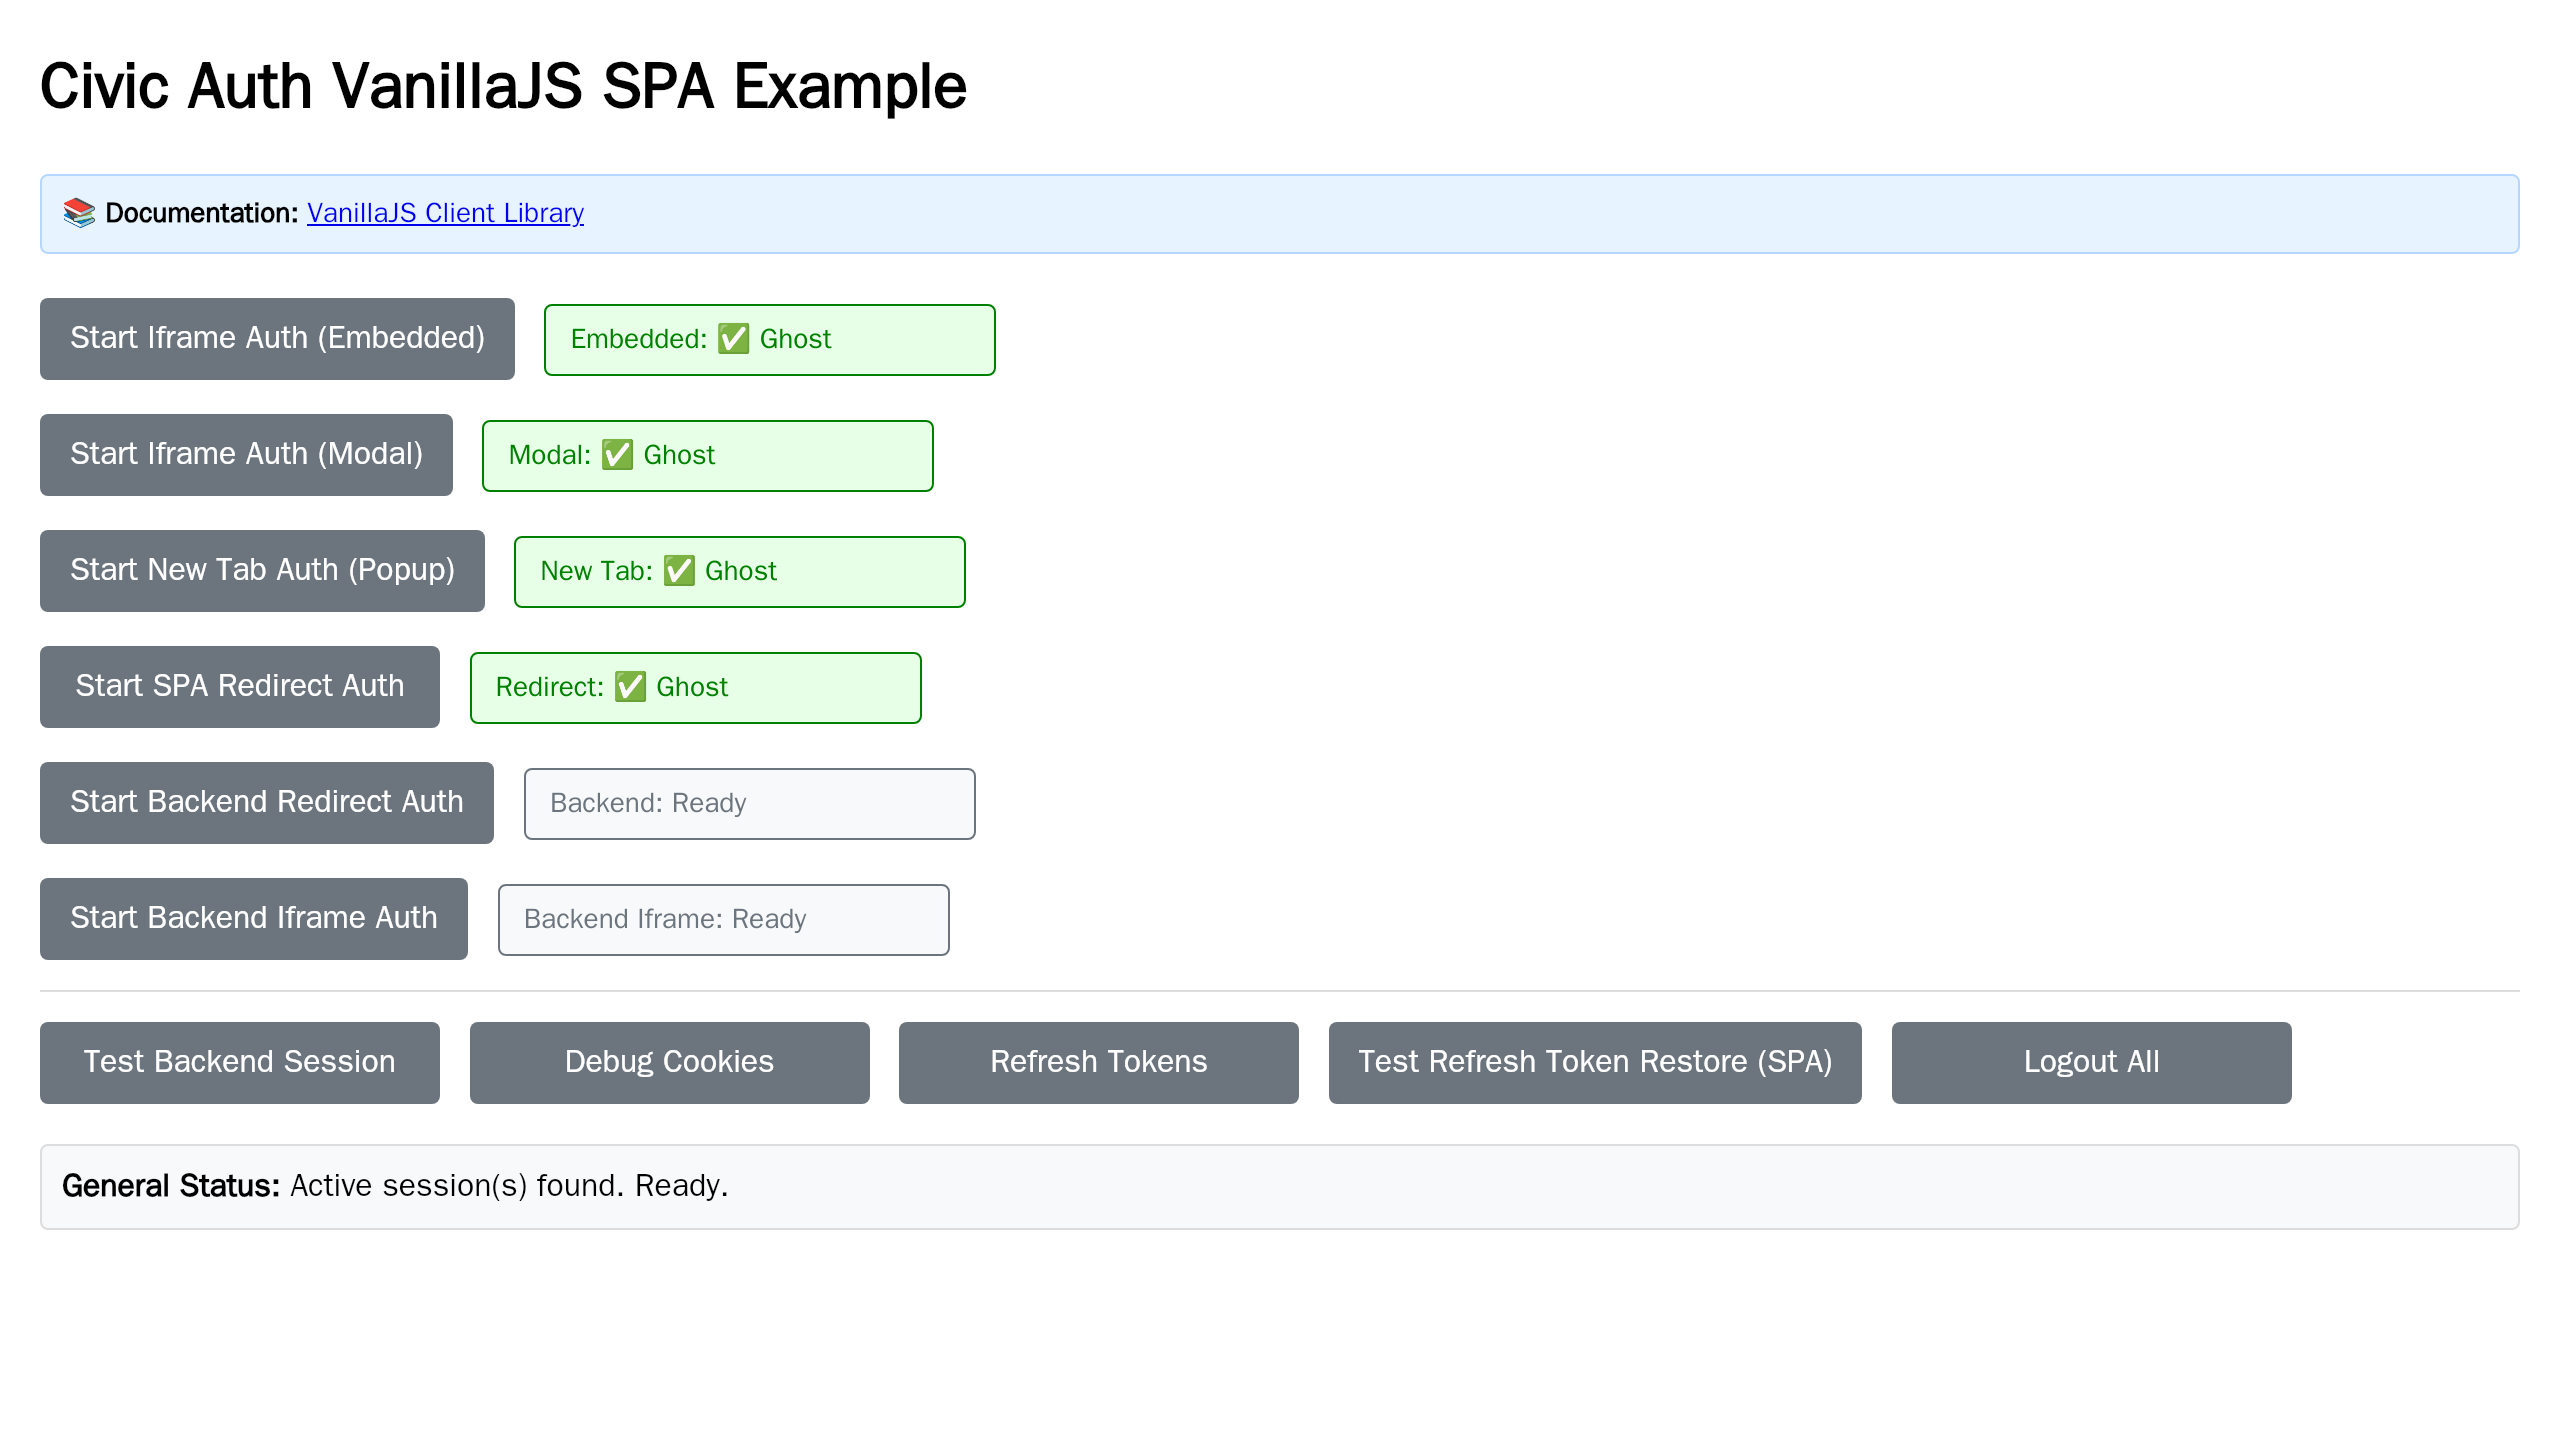 Civic Auth VanillaJS SPA Example
📚 Documentation: VanillaJS Client Library
Start Iframe Auth (Embedded)
Embedded: ✅ Ghost
Start Iframe Auth (Modal)
Modal: ✅ Ghost
Start New Tab Auth (Popup)
New Tab: ✅ Ghost
Start SPA Redirect Auth
Redirect: ✅ Ghost
Start Backend Redirect Auth
Backend: Ready
Start Backend Iframe Auth
Backend Iframe: Ready
Test Backend Session
Debug Cookies
Refresh Tokens
Test Refresh Token Restore (SPA)
Logout All
General Status: Active session(s) found. Ready.